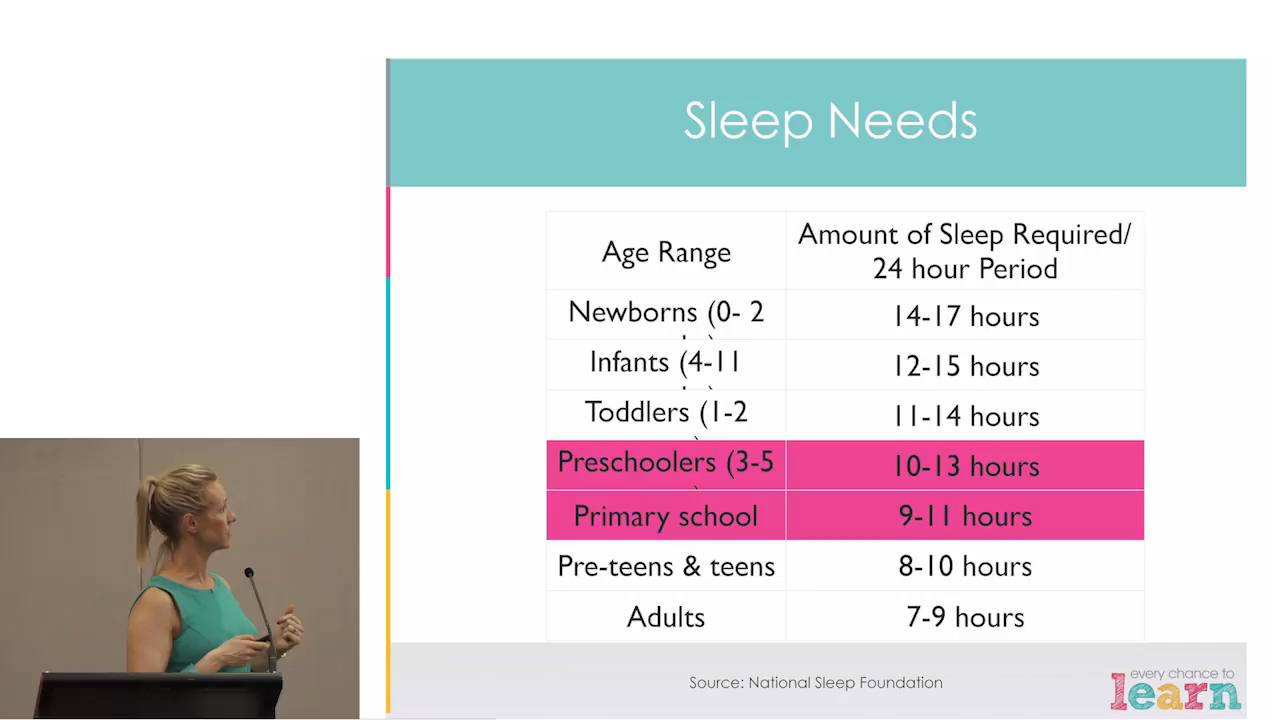 Sleep Needs
Age Range
Amount of Sleep Required/
24 hour Period
Newborns (0- 2
14-17 hours
Infants (4-11
12-15 hours
Toddlers (1-2
11-14 hours
Preschoolers (3-5
10-13 hours
Primary school
9-11 hours
Pre-teens & teens
8-10 hours
Adults
7-9 hours
Source: National Sleep Foundation
every chance to
learn